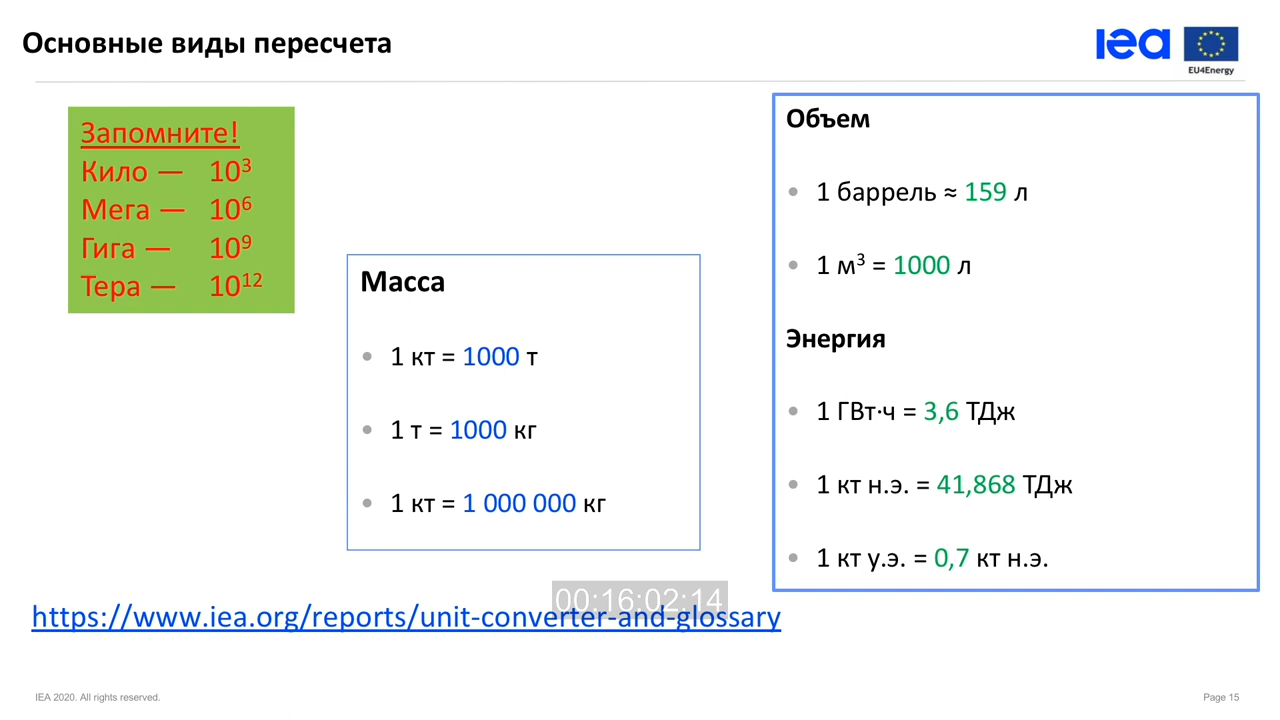 Основные виды пересчета
iea
EU4Energy
Запомните!
Кило — 10³
Мега — 10⁶
Гига — 10⁹
Тера — 10¹²
Масса
• 1 кт = 1000 т
• 1 т = 1000 кг
• 1 кт = 1 000 000 кг
Объем
• 1 баррель ≈ 159 л
• 1 м³ = 1000 л
Энергия
• 1 ГВт·ч = 3,6 ТДж
• 1 кт н.э. = 41,868 ТДж
• 1 кт у.э. = 0,7 кт н.э.
00:16:02:14
https://www.iea.org/reports/unit-converter-and-glossary
IEA 2020. All rights reserved.
Page 15